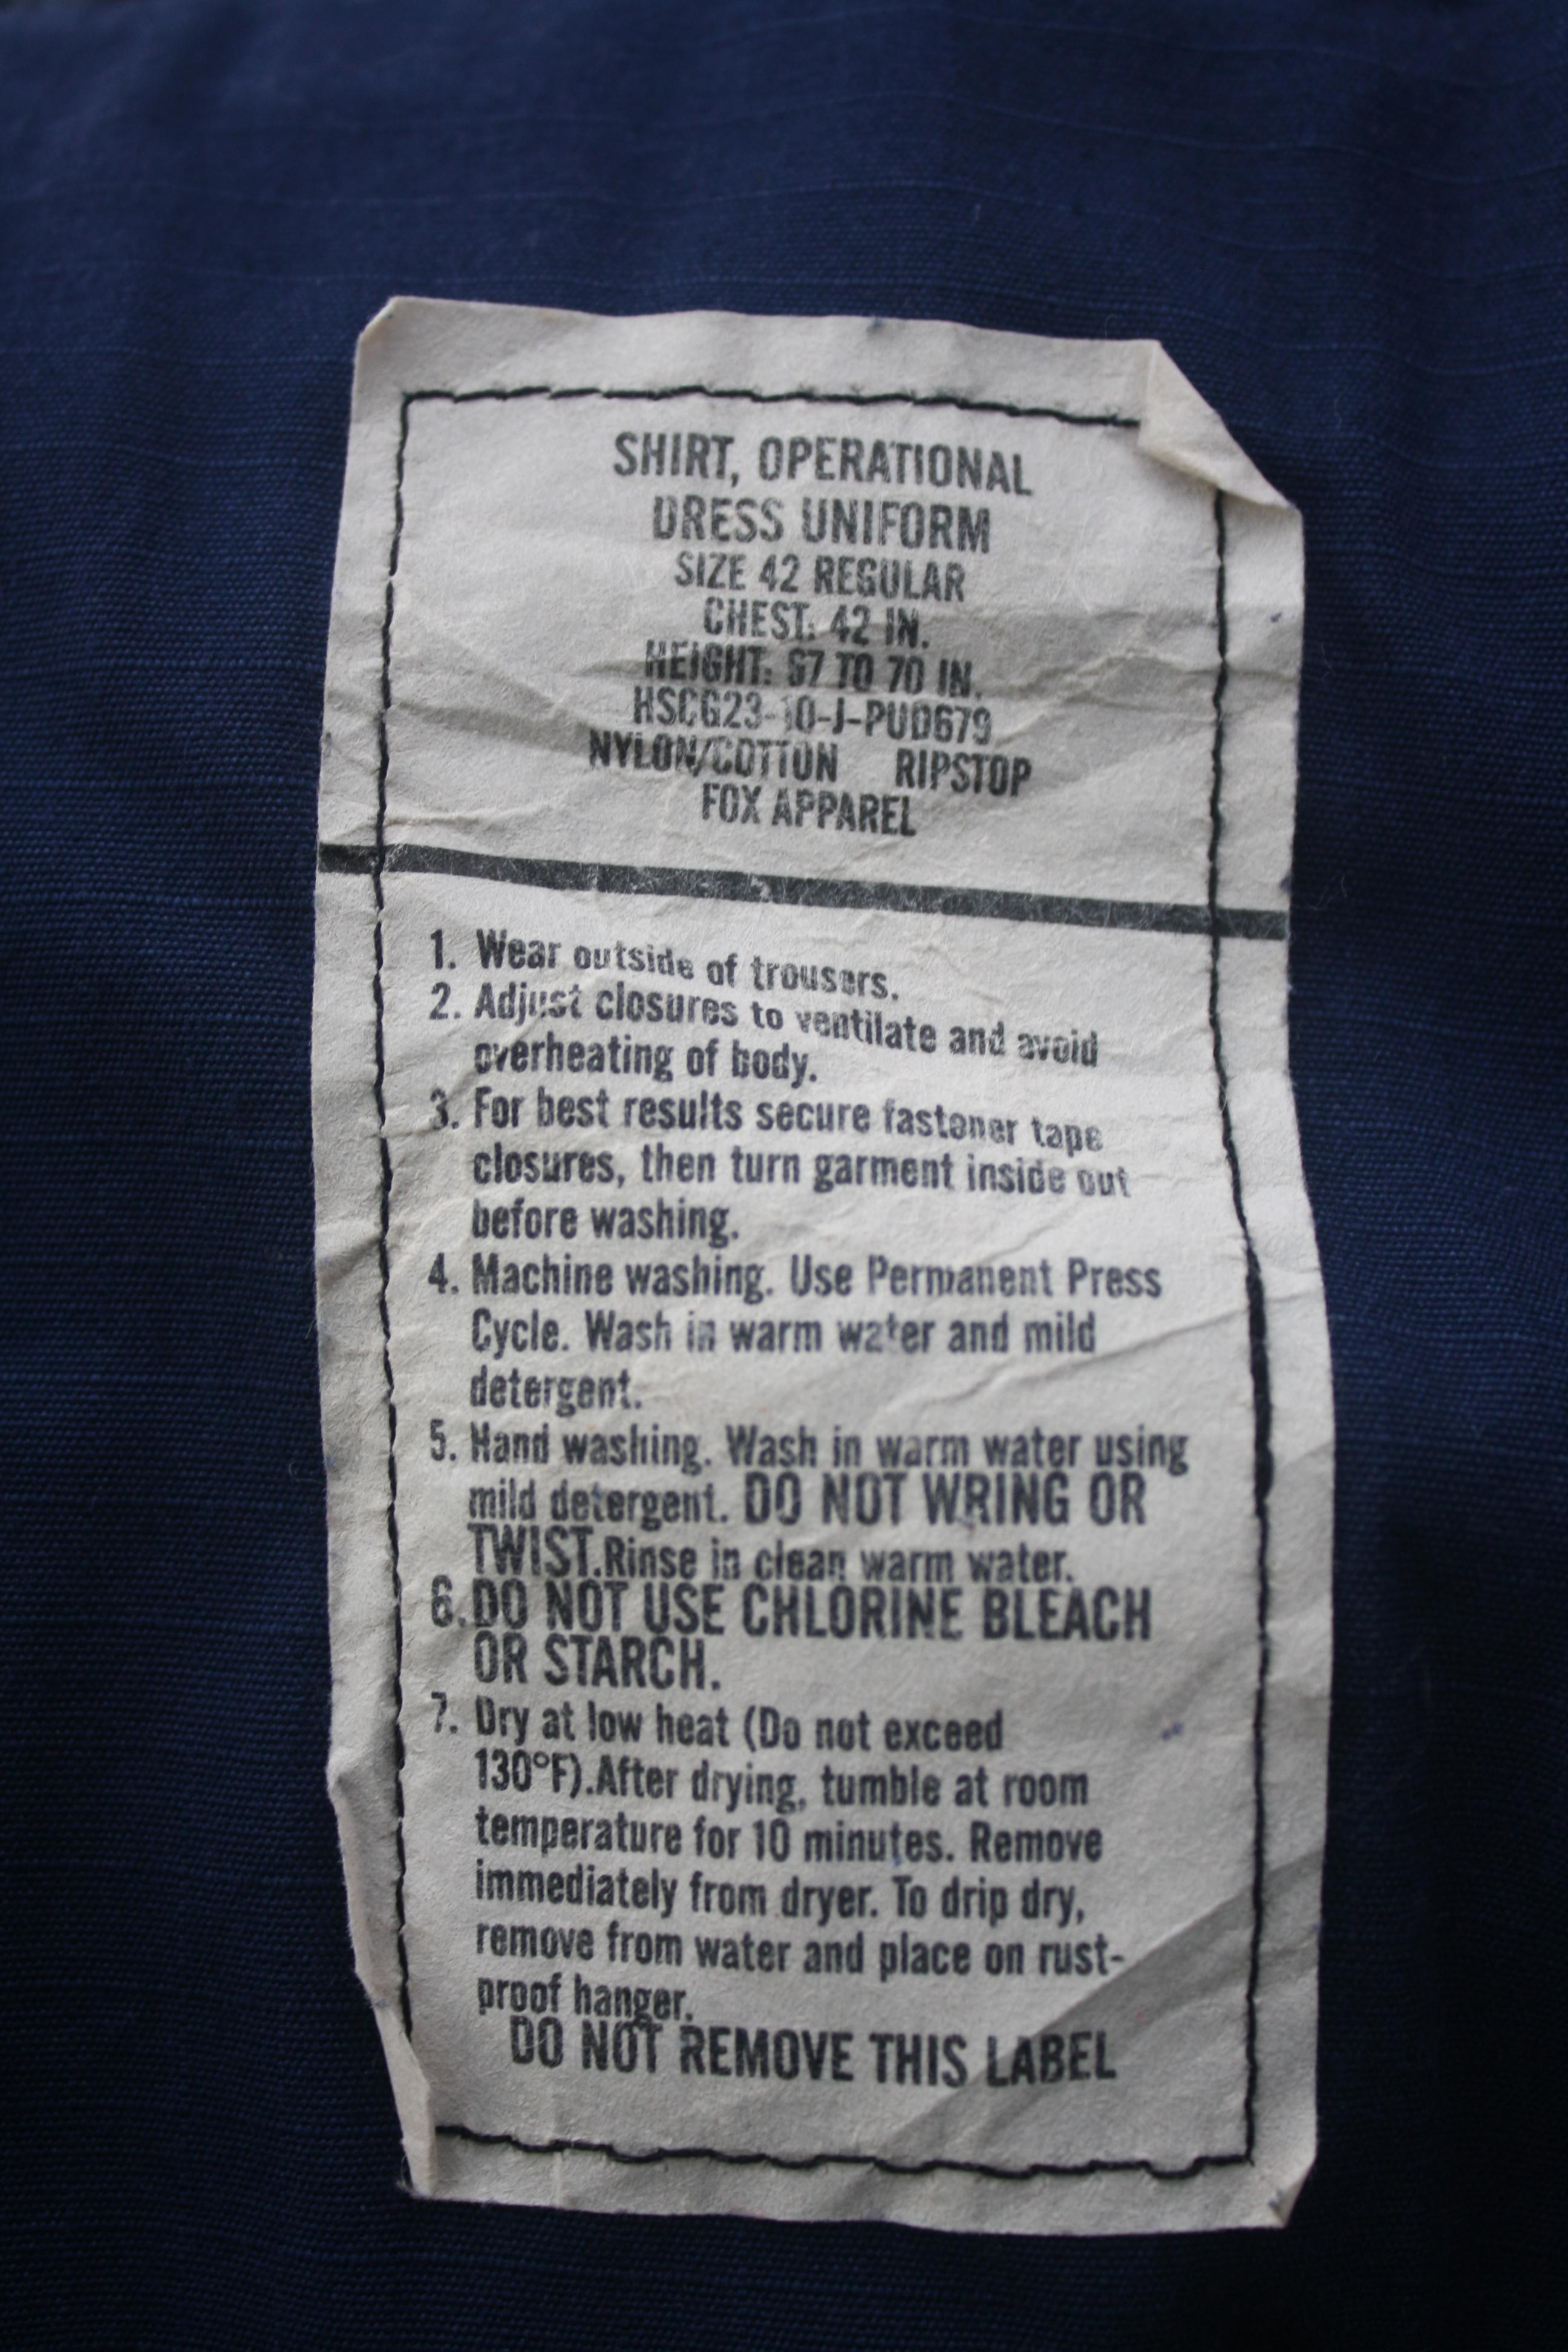 SHIRT, OPERATIONAL
DRESS UNIFORM
SIZE 42 REGULAR
CHEST: 42 IN.
HEIGHT: 67 TO 70 IN.
HSCG23-10-J-PUD679
NYLON/COTTON RIPSTOP
FOX APPAREL
1. Wear outside of trousers.
2. Adjust closures to ventilate and avoid
overheating of body.
3. For best results secure fastener tape
closures, then turn garment inside out
before washing.
4. Machine washing. Use Permanent Press
Cycle. Wash in warm water and mild
detergent.
5. Hand washing. Wash in warm water using
mild detergent. DO NOT WRING OR
TWIST.Rinse in clean warm water.
6.DO NOT USE CHLORINE BLEACH
OR STARCH.
7. Dry at low heat (Do not exceed
130°F).After drying, tumble at room
temperature for 10 minutes. Remove
immediately from dryer. To drip dry,
remove from water and place on rust-
proof hanger.
DO NOT REMOVE THIS LABEL